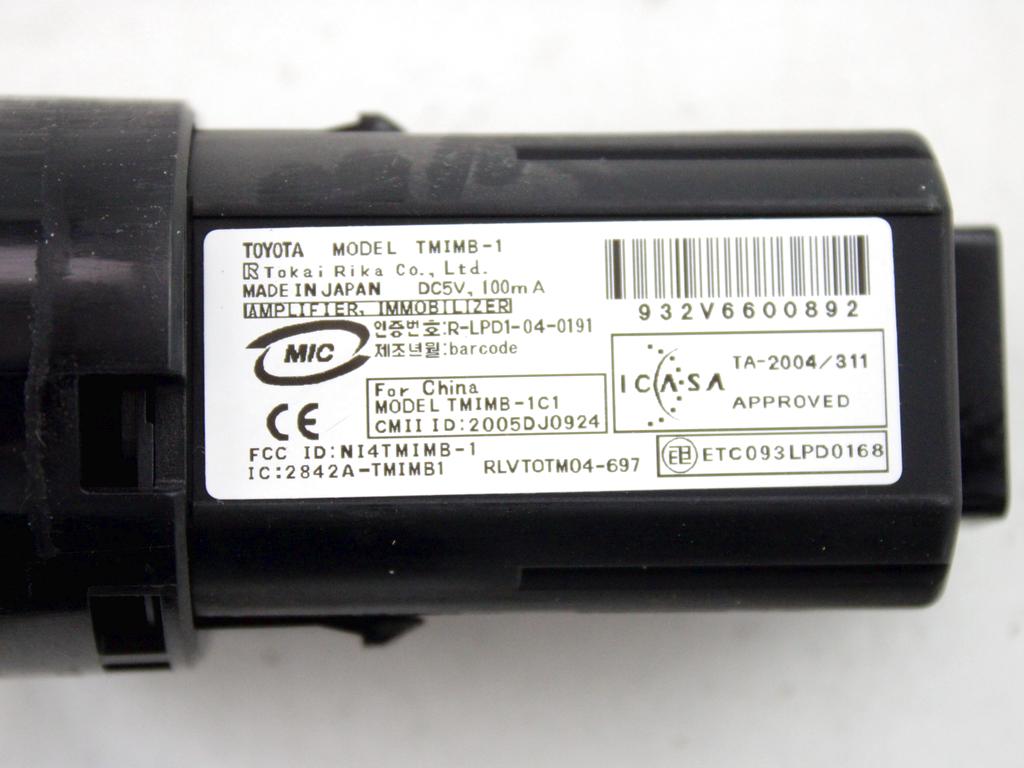 TOYOTA MODEL TMIMB-1
R Tokai Rika Co., Ltd.
MADE IN JAPAN DC5V, 100mA
AMPLIFIER, IMMOBILIZER
MIC
인증번호:R-LPD1-04-0191
제조년월:barcode
For China
MODEL TMIMB-1C1
CMII ID:2005DJ0924
CE
FCC ID:NI4TMIMB-1
IC:2842A-TMIMB1
RLVTOTM04-697
932V6600892
ICASA
TA-2004/311
APPROVED
ETC093LPD0168